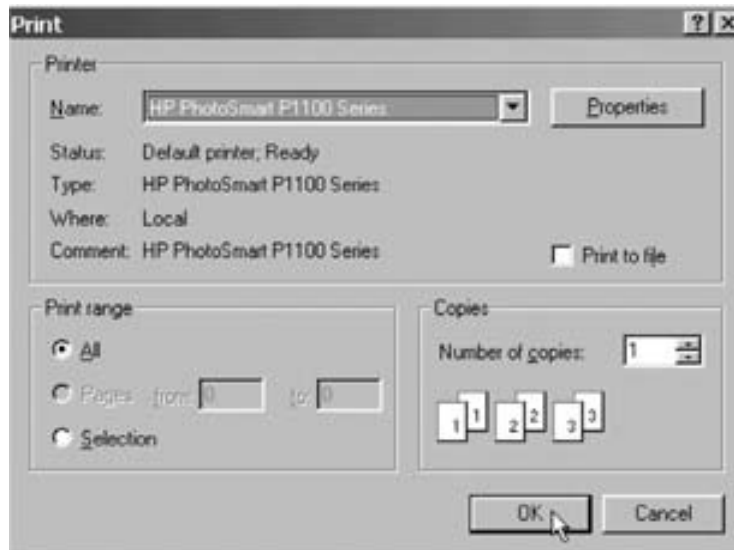 Print
Printer
Name: HP PhotoSmart P1100 Series Properties
Status: Default printer; Ready
Type: HP PhotoSmart P1100 Series
Where: Local
Comment: HP PhotoSmart P1100 Series Print to file
Print range
All
Pages from: 0 to: 0
Selection
Copies
Number of copies: 1
1 1 2 2 3 3
OK Cancel